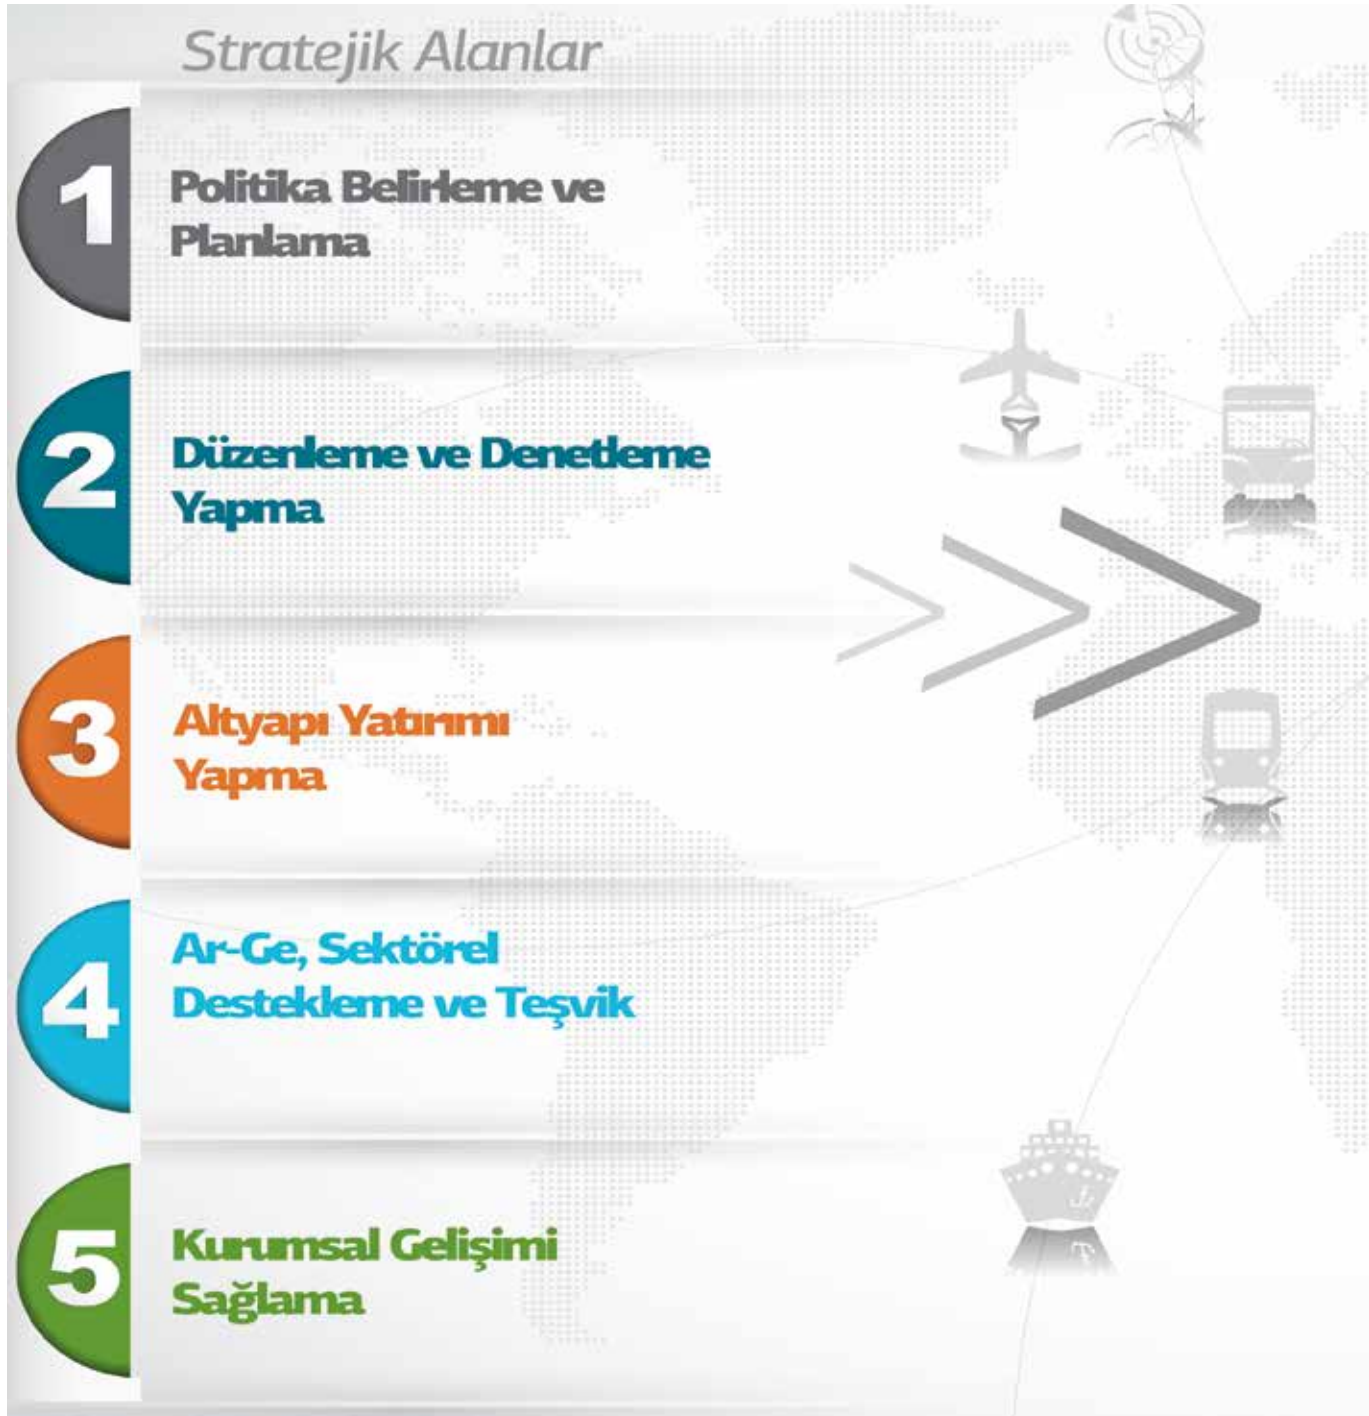 Stratejik Alanlar
1
Politika Belirleme ve
Planlama
2
Düzenleme ve Denetleme
Yapma
3
Altyapı Yatırımı
Yapma
4
Ar-Ge, Sektörel
Destekleme ve Teşvik
5
Kurumsal Gelişimi
Sağlama